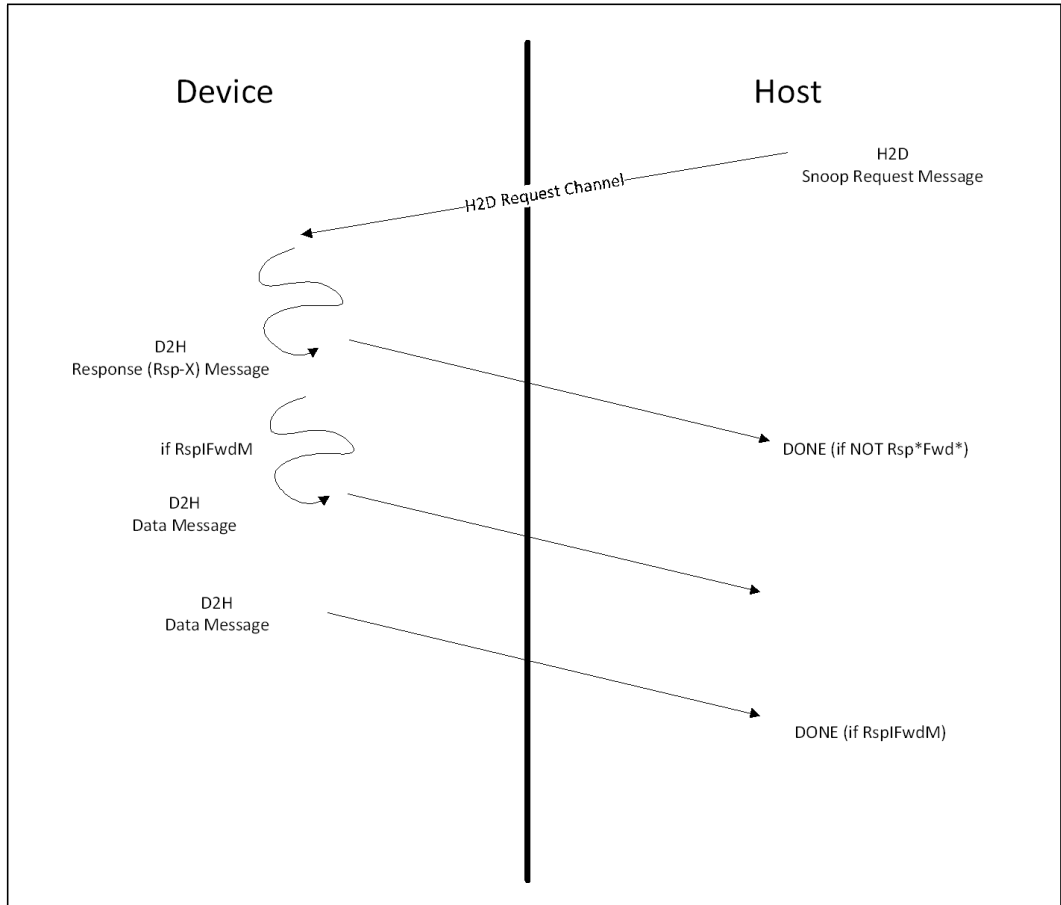 Device
Host
H2D
Snoop Request Message
H2D Request Channel
D2H
Response (Rsp-X) Message
if RspIFwdM
DONE (if NOT Rsp*Fwd*)
D2H
Data Message
D2H
Data Message
DONE (if RspIFwdM)